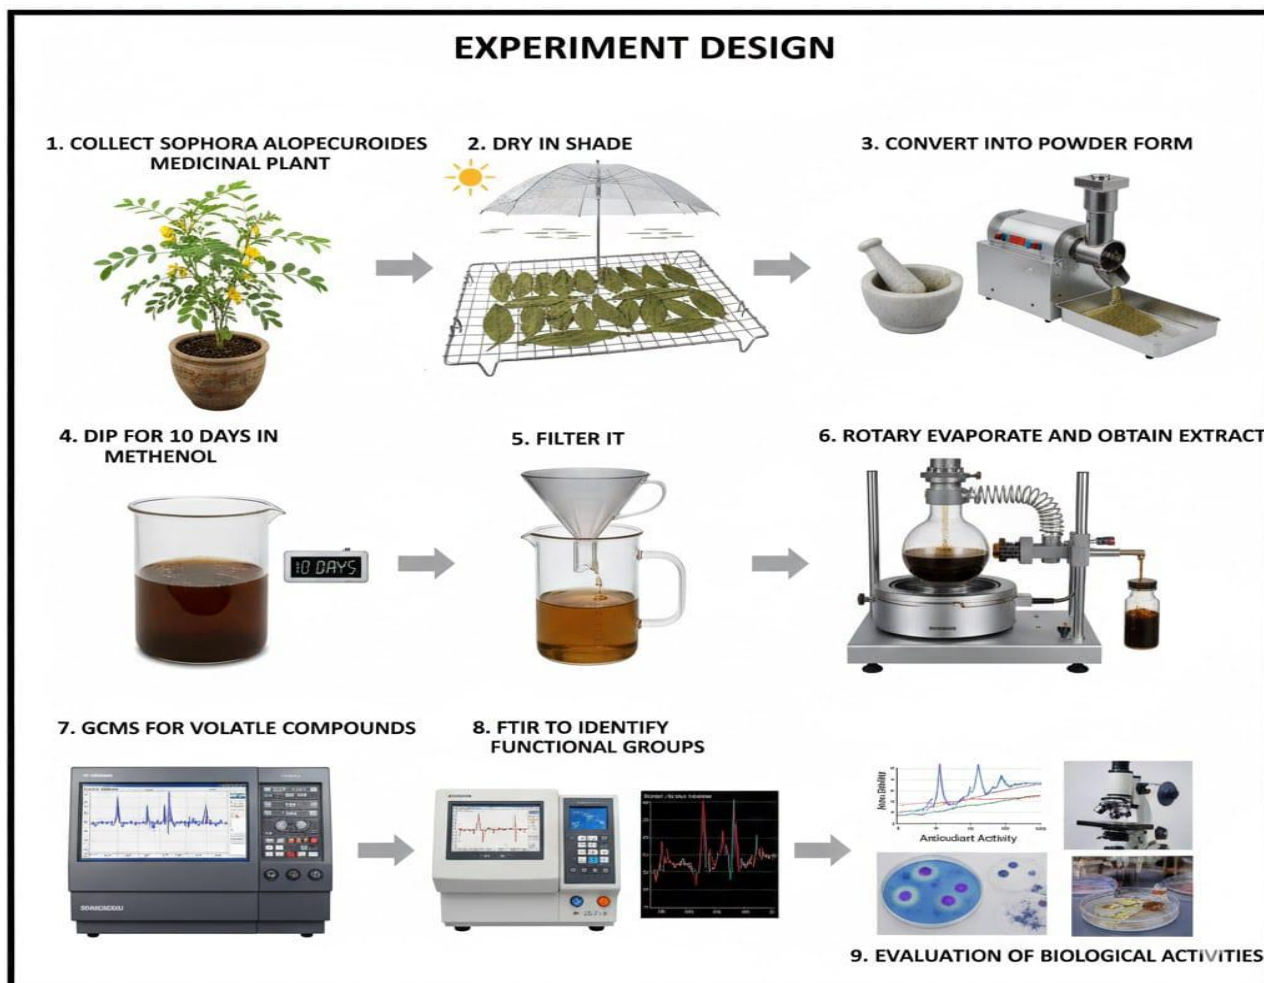 EXPERIMENT DESIGN
1. COLLECT SOPHORA ALOPECUROIDES
MEDICINAL PLANT
2. DRY IN SHADE
3. CONVERT INTO POWDER FORM
4. DIP FOR 10 DAYS IN
METHENOL
5. FILTER IT
6. ROTARY EVAPORATE AND OBTAIN EXTRACT
DAYS
7. GCMS FOR VOLATLE COMPOUNDS
8. FTIR TO IDENTIFY
FUNCTIONAL GROUPS
Antioudiart Activity
9. EVALUATION OF BIOLOGICAL ACTIVITIES